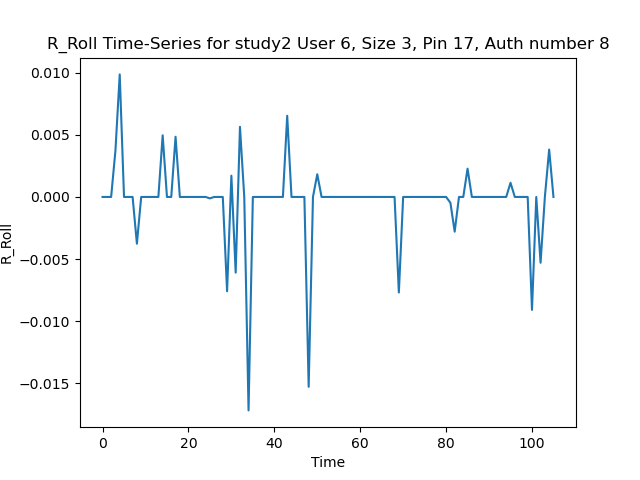 R_Roll Time-Series for study2 User 6, Size 3, Pin 17, Auth number 8
0.010
0.005
0.000
−0.005
−0.010
−0.015
R_Roll
0 20 40 60 80 100
Time